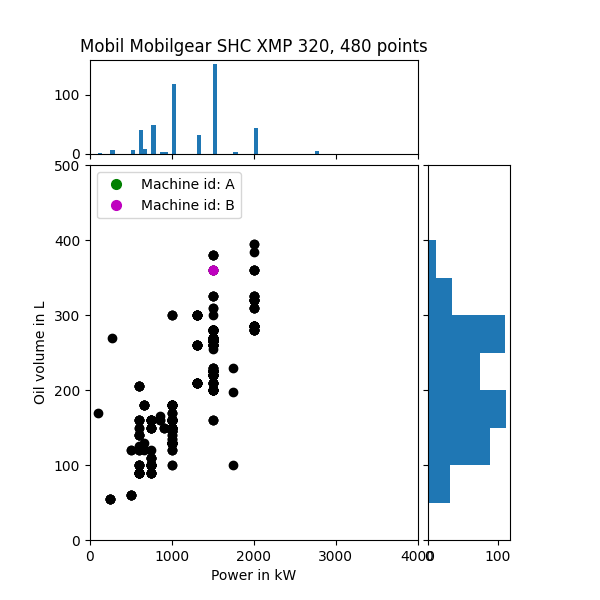 Mobil Mobilgear SHC XMP 320, 480 points
100
0
500
400
300
200
100
0
Oil volume in L
Machine id: A
Machine id: B
0 1000 2000 3000 4000
Power in kW
0 100